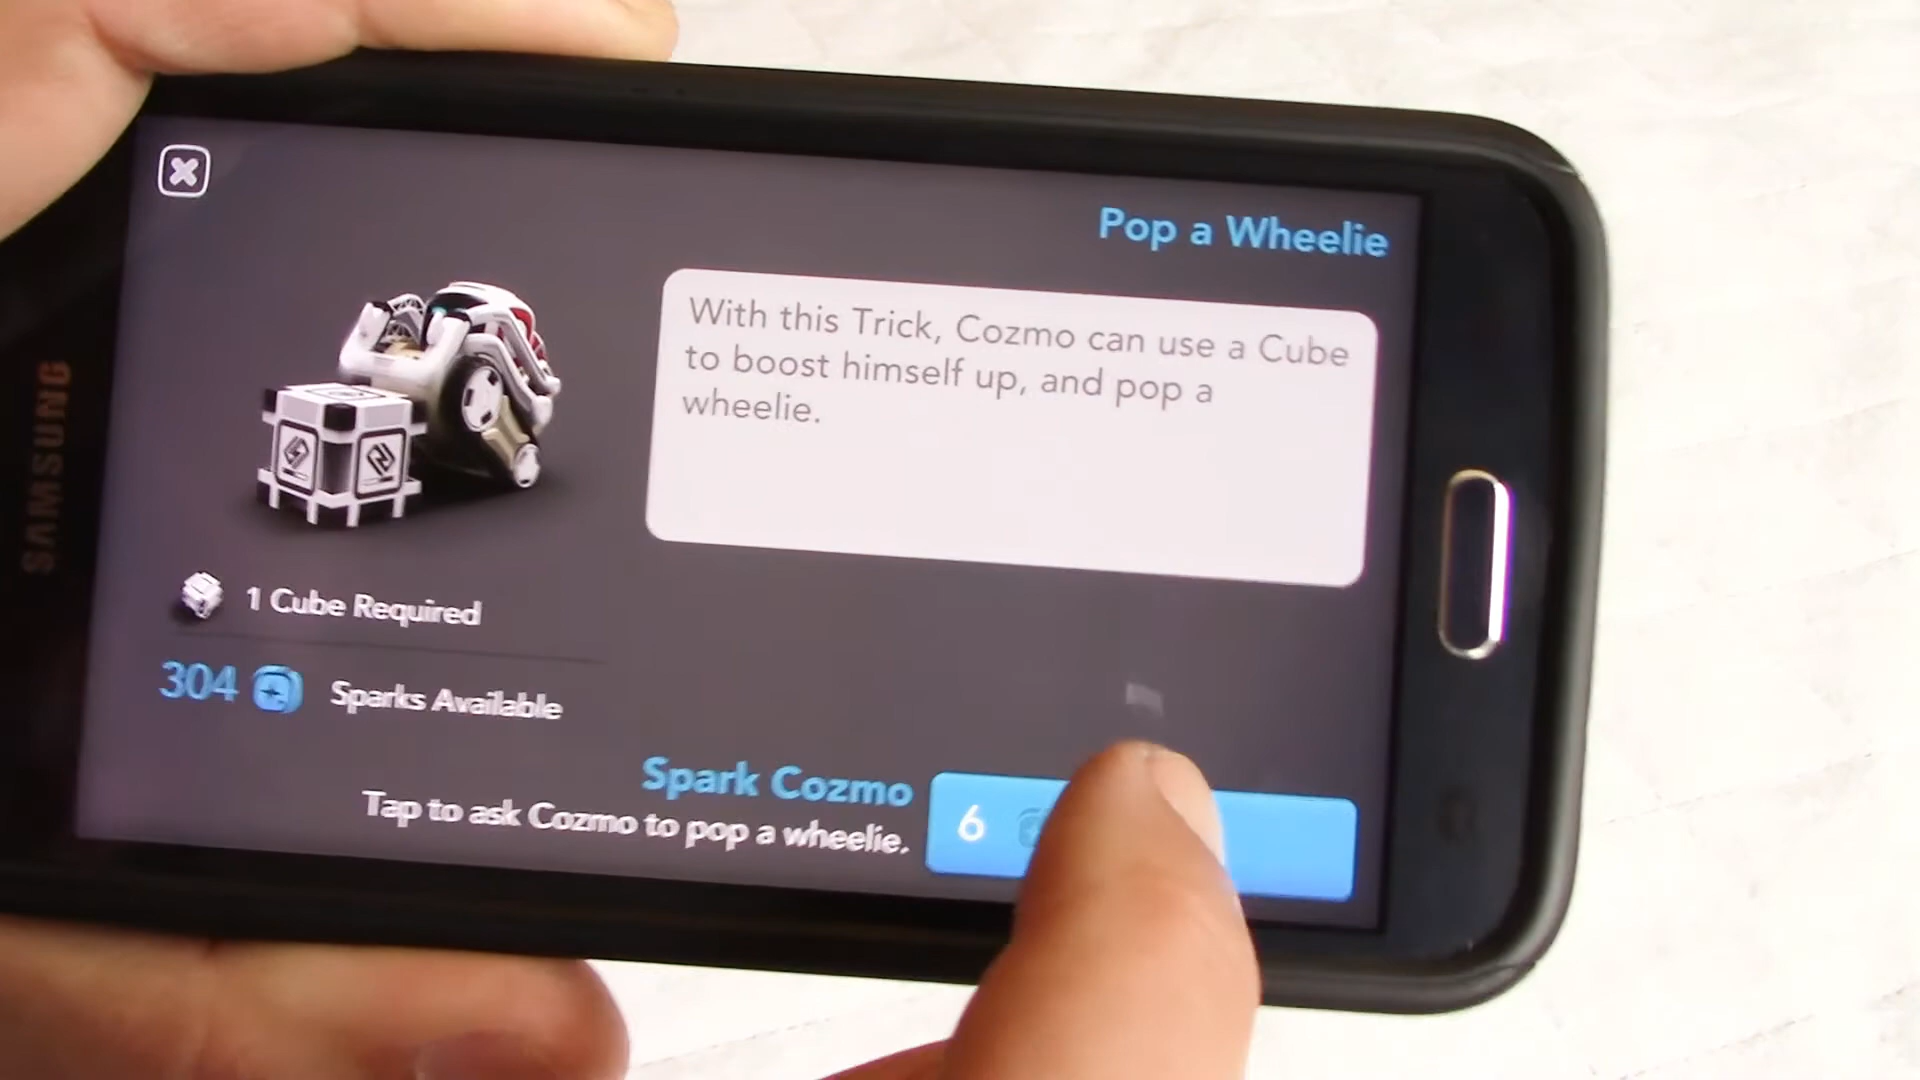 SAMSUNG
Pop a Wheelie
With this Trick, Cozmo can use a Cube
to boost himself up, and pop a
wheelie.
1 Cube Required
304 Sparks Available
Spark Cozmo
Tap to ask Cozmo to pop a wheelie.
6